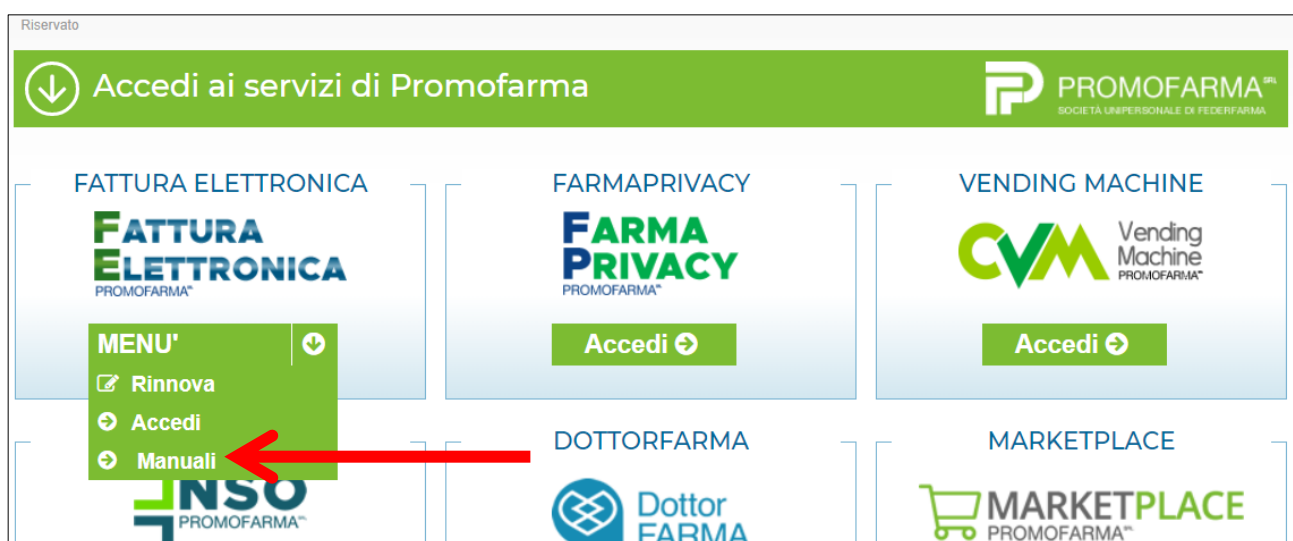 Riservato
Accedi ai servizi di Promofarma
PROMOFARMA SRL
SOCIETÀ UNIPERSONALE DI FEDERFARMA
FATTURA ELETTRONICA
FATTURA
ELETTRONICA
PROMOFARMA
MENU'
Rinnova
Accedi
Manuali
FARMAPRIVACY
FARMA
PRIVACY
PROMOFARMA
Accedi
VENDING MACHINE
CVM Vending
Machine
PROMOFARMA
Accedi
NSO
PROMOFARMA
DOTTORFARMA
Dottor
FARMA
MARKETPLACE
MARKETPLACE
PROMOFARMA